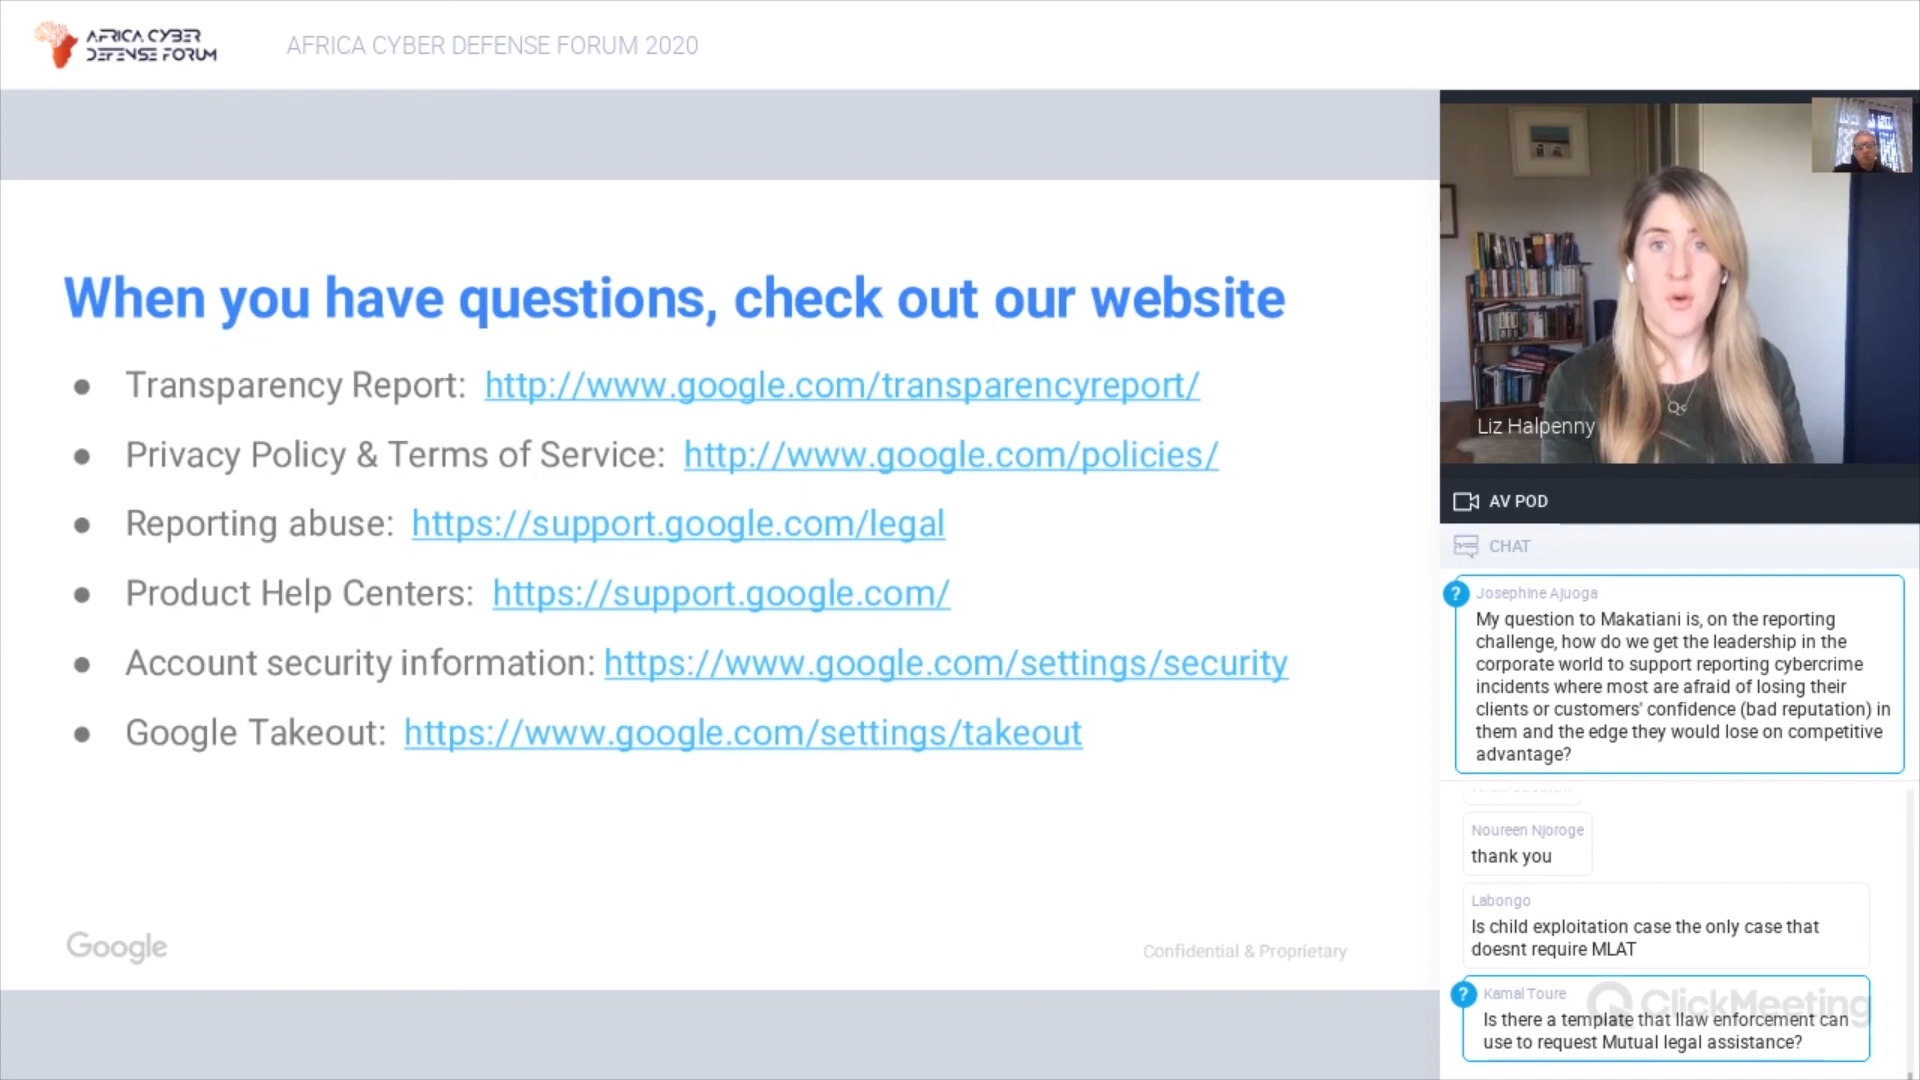 AFRICA CYBER
DEFENSE FORUM
AFRICA CYBER DEFENSE FORUM 2020
When you have questions, check out our website
● Transparency Report: http://www.google.com/transparencyreport/
● Privacy Policy & Terms of Service: http://www.google.com/policies/
● Reporting abuse: https://support.google.com/legal
● Product Help Centers: https://support.google.com/
● Account security information: https://www.google.com/settings/security
● Google Takeout: https://www.google.com/settings/takeout
Google
Confidential & Proprietary
Liz Halpenny
AV POD
CHAT
? Josephine Ajuoga
My question to Makatiani is, on the reporting
challenge, how do we get the leadership in the
corporate world to support reporting cybercrime
incidents where most are afraid of losing their
clients or customers' confidence (bad reputation) in
them and the edge they would lose on competitive
advantage?
Noureen Njoroge
thank you
Labongo
Is child exploitation case the only case that
doesnt require MLAT
? Kamal Toure
ClickMeeting
Is there a template that llaw enforcement can
use to request Mutual legal assistance?